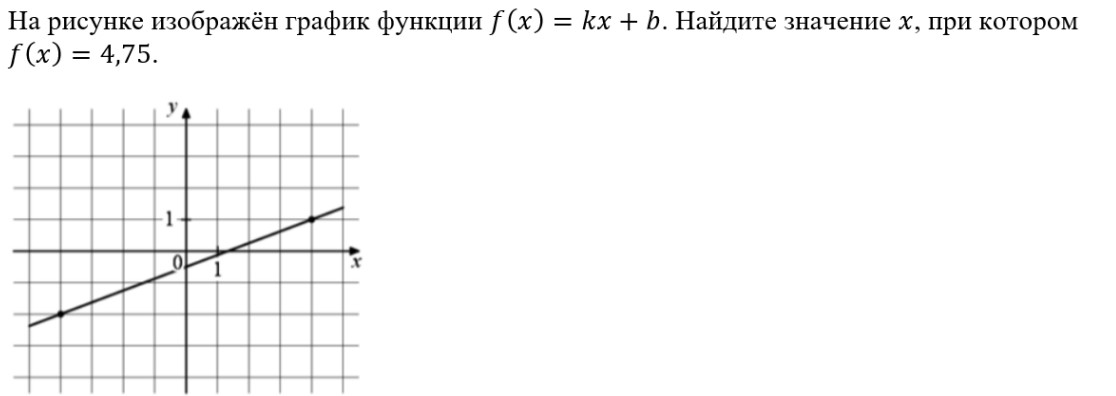 На рисунке изображён график функции f(x) = kx + b. Найдите значение x, при котором
f(x) = 4,75.
y
1
0
1
x